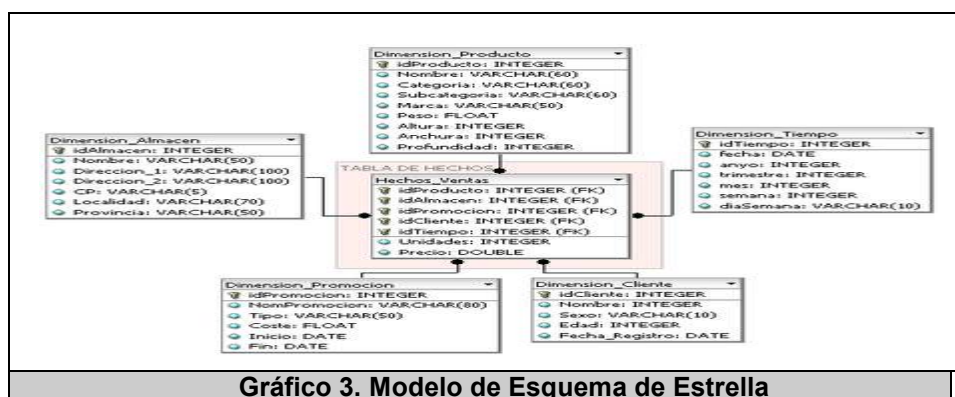 Dimension_Producto
idProducto: INTEGER
Nombre: VARCHAR(60)
Categoria: VARCHAR(60)
Subcategoria: VARCHAR(60)
Marca: VARCHAR(50)
Peso: FLOAT
Altura: INTEGER
Anchura: INTEGER
Profundidad: INTEGER
Dimension_Almacen
idAlmacen: INTEGER
Nombre: VARCHAR(50)
Direccion_1: VARCHAR(100)
Direccion_2: VARCHAR(100)
CP: VARCHAR(5)
Localidad: VARCHAR(70)
Provincia: VARCHAR(50)
TABLA DE HECHOS
Hechos_Ventas
idProducto: INTEGER (FK)
idAlmacen: INTEGER (FK)
idPromocion: INTEGER (FK)
idCliente: INTEGER (FK)
idTiempo: INTEGER (FK)
Unidades: INTEGER
Precio: DOUBLE
Dimension_Tiempo
idTiempo: INTEGER
fecha: DATE
anyo: INTEGER
trimestre: INTEGER
mes: INTEGER
semana: INTEGER
diaSemana: VARCHAR(10)
Dimension_Promocion
idPromocion: INTEGER
NomPromocion: VARCHAR(80)
Tipo: VARCHAR(50)
Coste: FLOAT
Inicio: DATE
Fin: DATE
Dimension_Cliente
idCliente: INTEGER
Nombre: INTEGER
Sexo: VARCHAR(10)
Edad: INTEGER
Fecha_Registro: DATE
Gráfico 3. Modelo de Esquema de Estrella